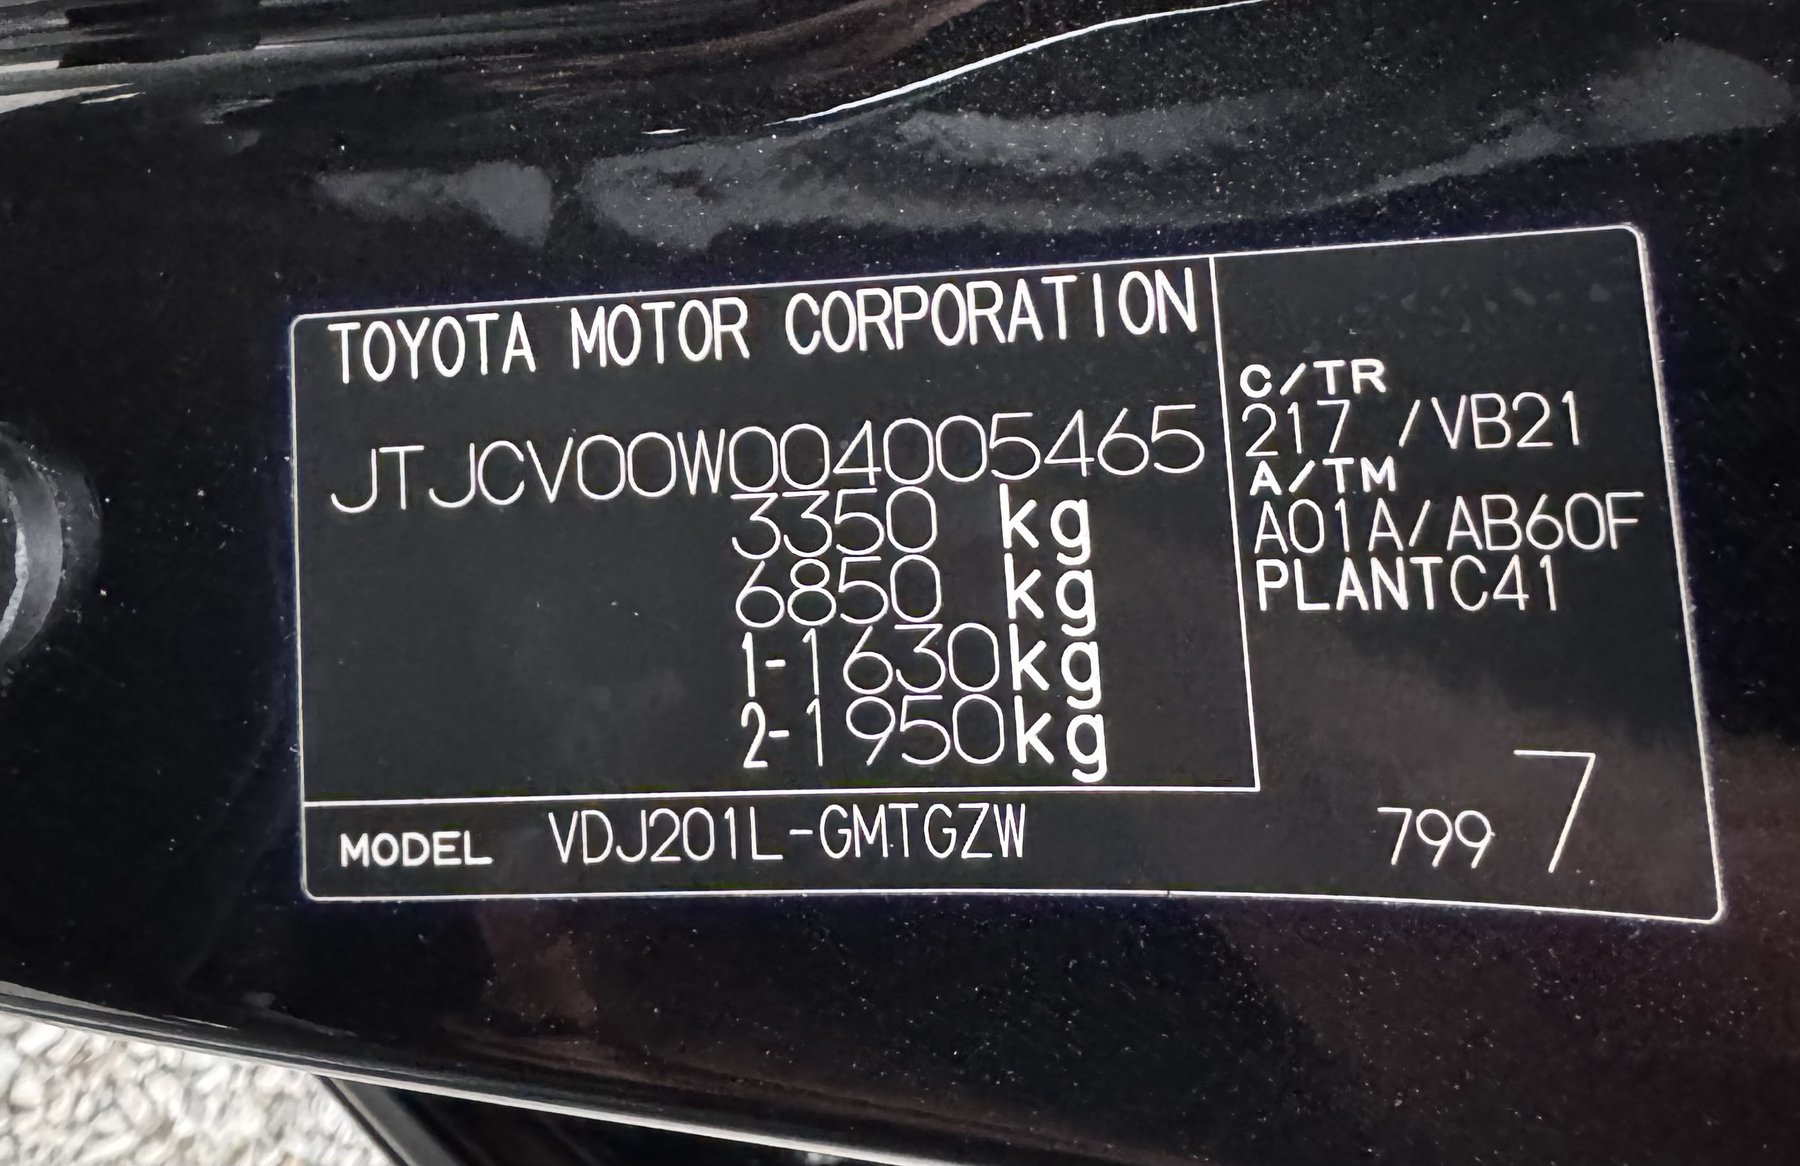 TOYOTA MOTOR CORPORATION
JTJCV00W004005465
3350 kg
6850 kg
1-1630kg
2-1950kg
MODEL VDJ201L-GMTGZW
C/TR
217 /VB21
A/TM
A01A/AB60F
PLANTC41
799 7